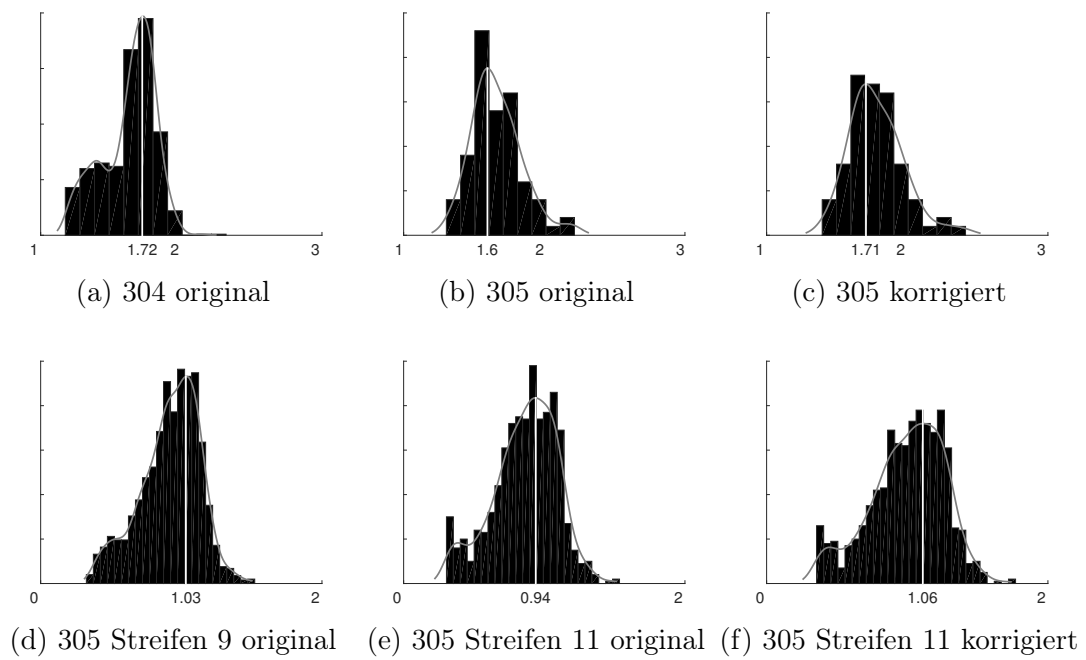 1 1.72 2 3
1 1.6 2 3
1 1.71 2 3
(a) 304 original
(b) 305 original
(c) 305 korrigiert
0 1.03 2
0 0.94 2
0 1.06 2
(d) 305 Streifen 9 original
(e) 305 Streifen 11 original
(f) 305 Streifen 11 korrigiert